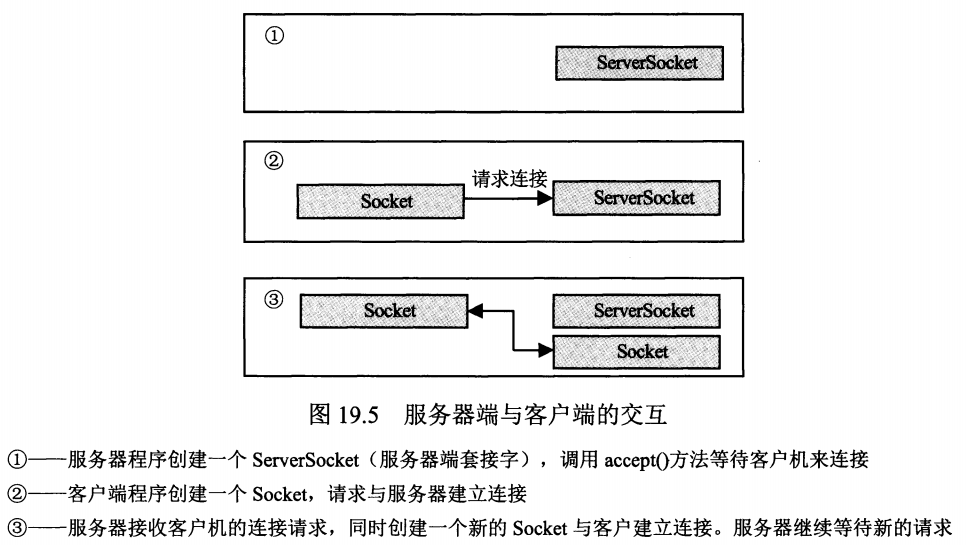 ①
ServerSocket
②
请求连接
Socket
ServerSocket
③
Socket
ServerSocket
Socket
图 19.5 服务器端与客户端的交互
①——服务器程序创建一个 ServerSocket（服务器端套接字），调用 accept()方法等待客户机来连接
②——客户端程序创建一个 Socket，请求与服务器建立连接
③——服务器接收客户机的连接请求，同时创建一个新的 Socket 与客户建立连接。服务器继续等待新的请求